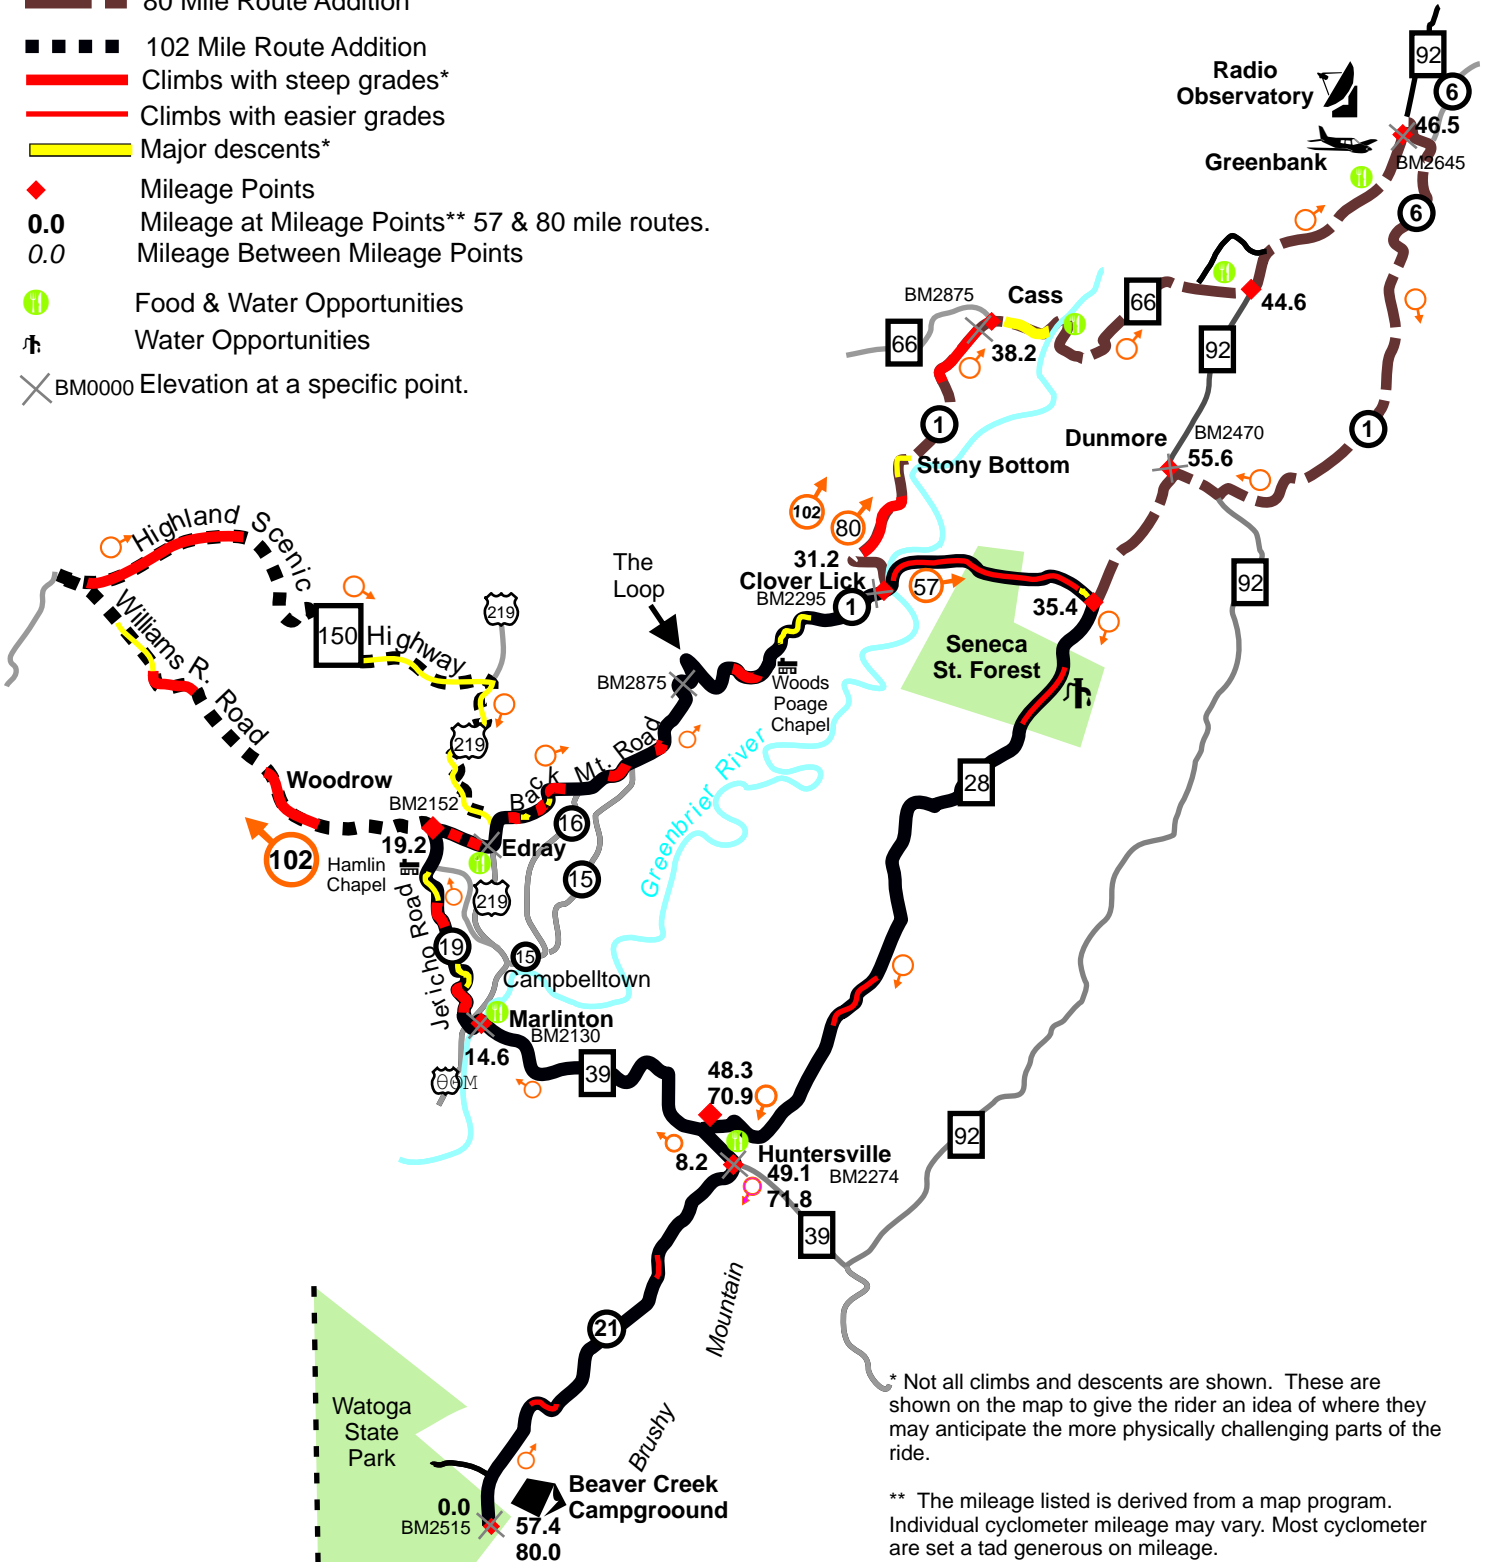 80 Mile Route Addition
102 Mile Route Addition
Climbs with steep grades*
Climbs with easier grades
Major descents*
Mileage Points
0.0 Mileage at Mileage Points** 57 & 80 mile routes.
0.0 Mileage Between Mileage Points
Food & Water Opportunities
Water Opportunities
BM0000 Elevation at a specific point.
92
Radio
Observatory
6
46.5
Greenbank
BM2645
6
BM2875
Cass
66
44.6
66
38.2
92
1
Dunmore
BM2470
1
55.6
Stony Bottom
Highland Scenic
102
80
The
Loop
31.2
Clover Lick
BM2295
1
57
92
35.4
Williams R. Road
150
Highway
219
Seneca
St. Forest
BM2875
Woods
Poage
Chapel
219
Back Mt. Road
Greenbrier River
28
Woodrow
BM2152
16
19.2
Edray
102
Hamlin
Chapel
15
219
Jericho Road
19
15
Campbelltown
Marlinton
BM2130
14.6
39
48.3
70.9
ΘΘM
92
8.2
Huntersville
49.1
BM2274
71.8
39
Mountain
21
Brushy
Watoga
State
Park
* Not all climbs and descents are shown. These are
shown on the map to give the rider an idea of where they
may anticipate the more physically challenging parts of the
ride.
Beaver Creek
Campgroound
0.0
BM2515
57.4
80.0
** The mileage listed is derived from a map program.
Individual cyclometer mileage may vary. Most cyclometer
are set a tad generous on mileage.